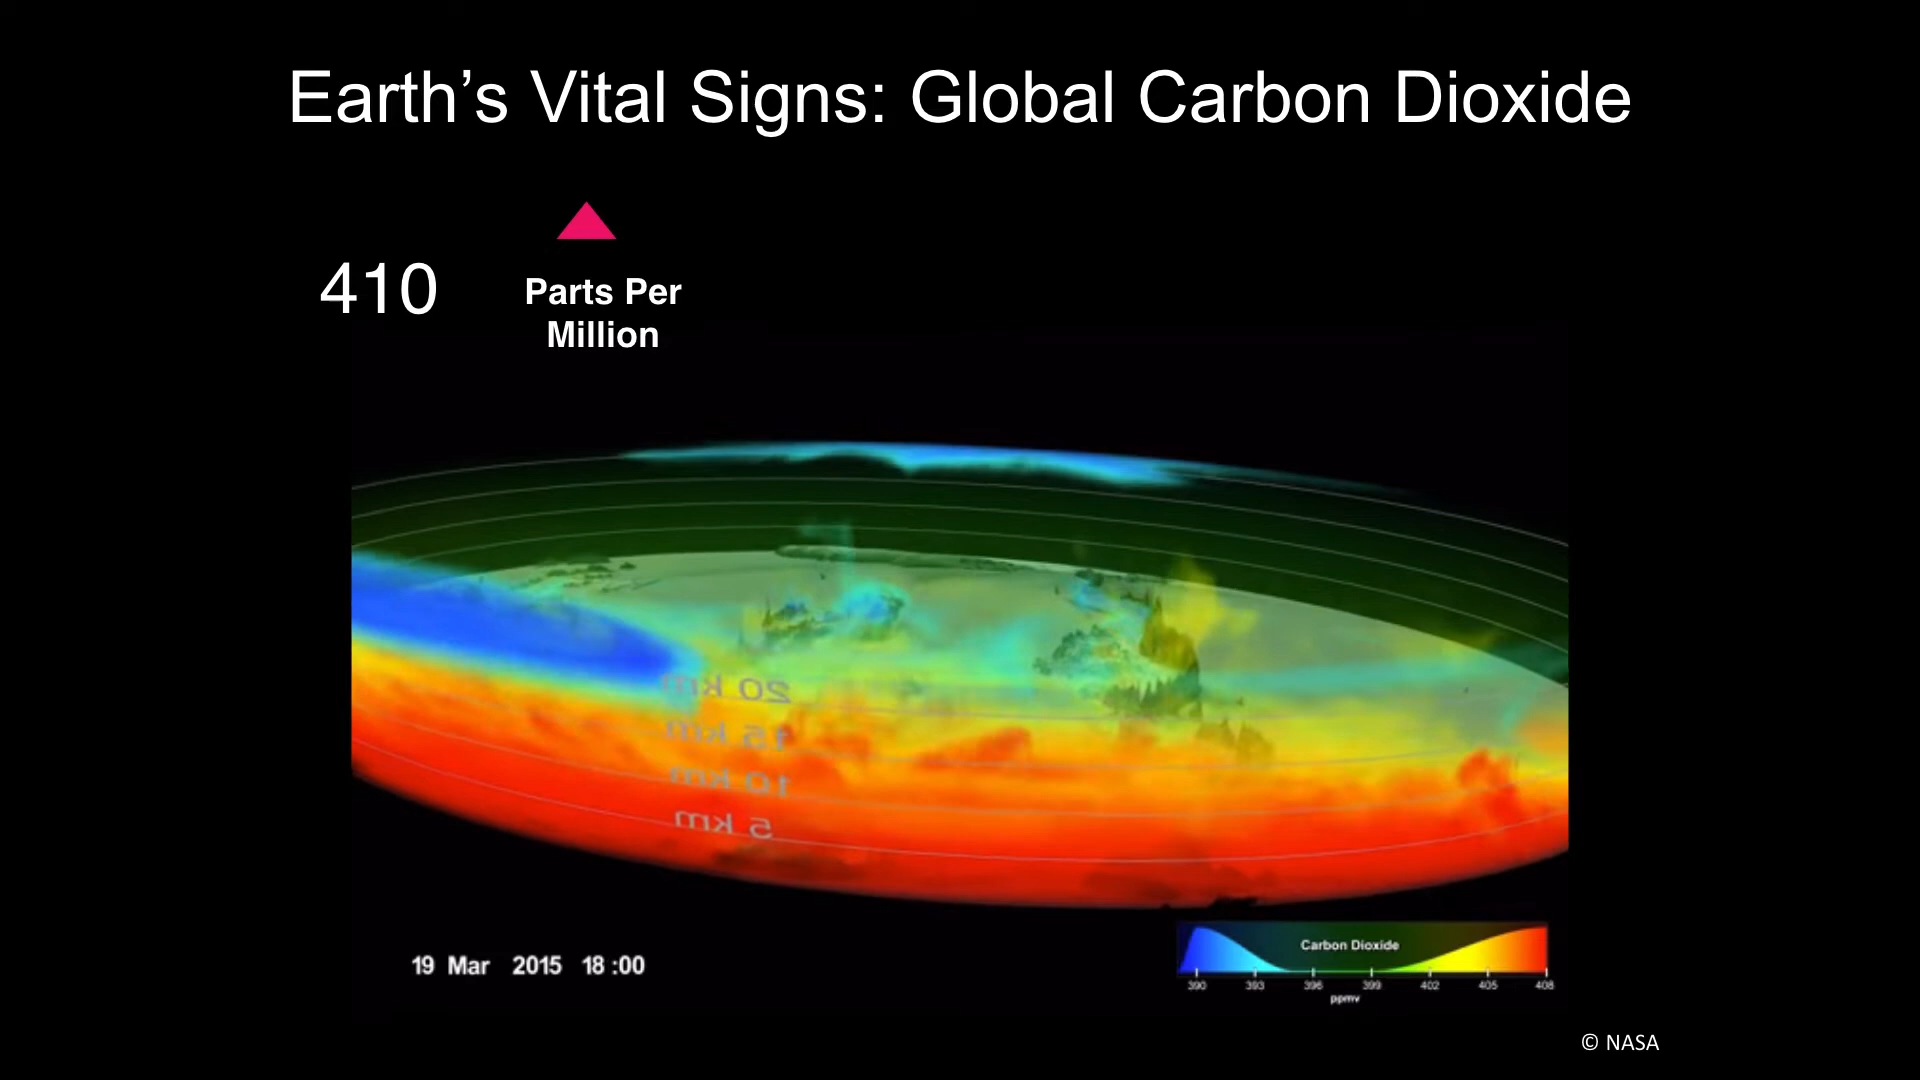 Earth’s Vital Signs: Global Carbon Dioxide
410
Parts Per
Million
20 km
15 km
10 km
5 km
19 Mar 2015 18 :00
Carbon Dioxide
390 393 396 399 402 405 408
ppmv
© NASA